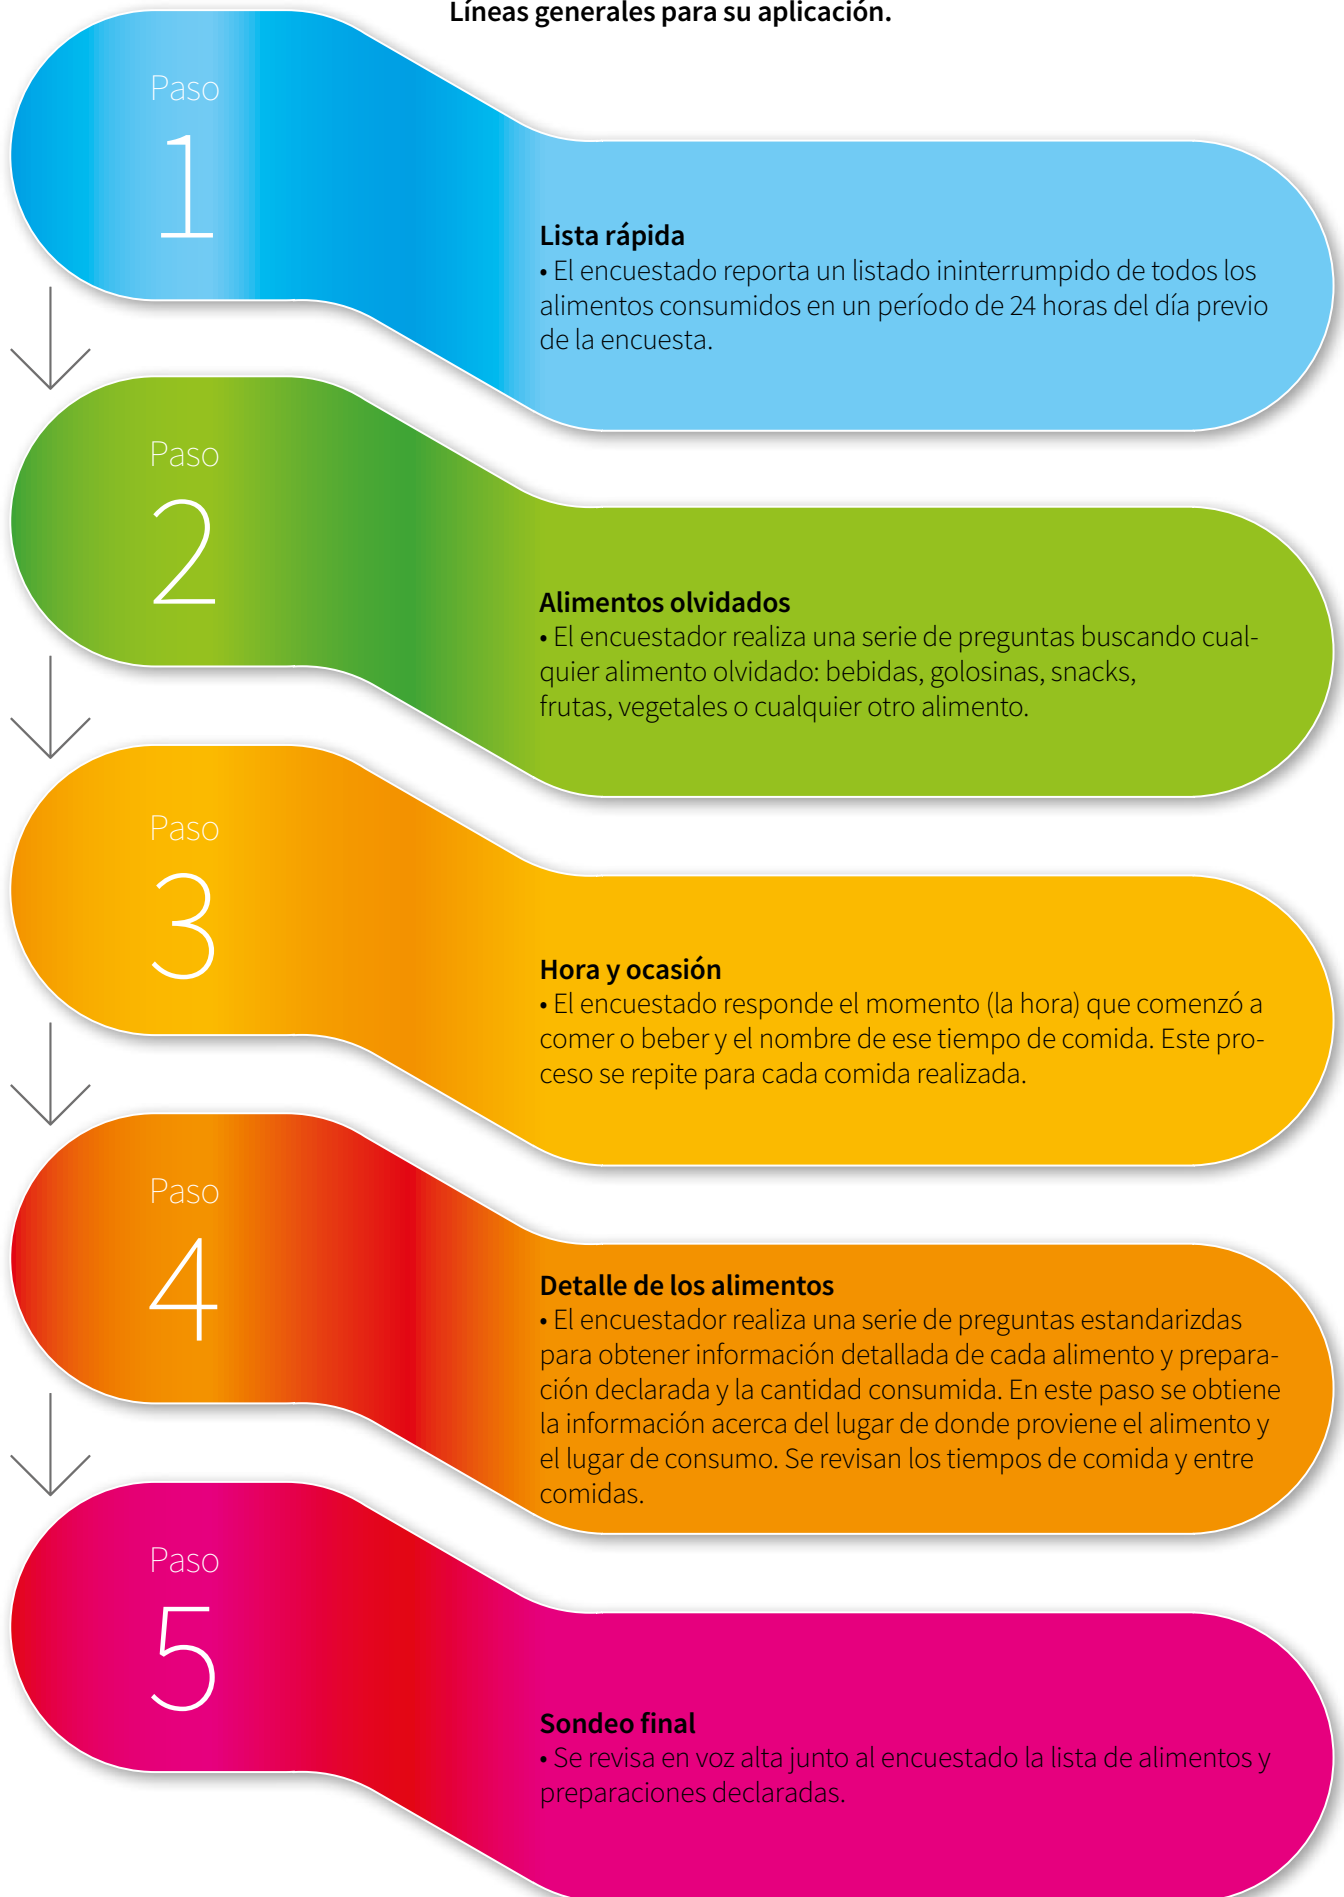 Líneas generales para su aplicación.
Paso
1
Lista rápida
• El encuestado reporta un listado ininterrumpido de todos los
alimentos consumidos en un período de 24 horas del día previo
de la encuesta.
Paso
2
Alimentos olvidados
• El encuestador realiza una serie de preguntas buscando cual-
quier alimento olvidado: bebidas, golosinas, snacks,
frutas, vegetales o cualquier otro alimento.
Paso
3
Hora y ocasión
• El encuestado responde el momento (la hora) que comenzó a
comer o beber y el nombre de ese tiempo de comida. Este pro-
ceso se repite para cada comida realizada.
Paso
4
Detalle de los alimentos
• El encuestador realiza una serie de preguntas estandarizdas
para obtener información detallada de cada alimento y prepara-
ción declarada y la cantidad consumida. En este paso se obtiene
la información acerca del lugar de donde proviene el alimento y
el lugar de consumo. Se revisan los tiempos de comida y entre
comidas.
Paso
5
Sondeo final
• Se revisa en voz alta junto al encuestado la lista de alimentos y
preparaciones declaradas.